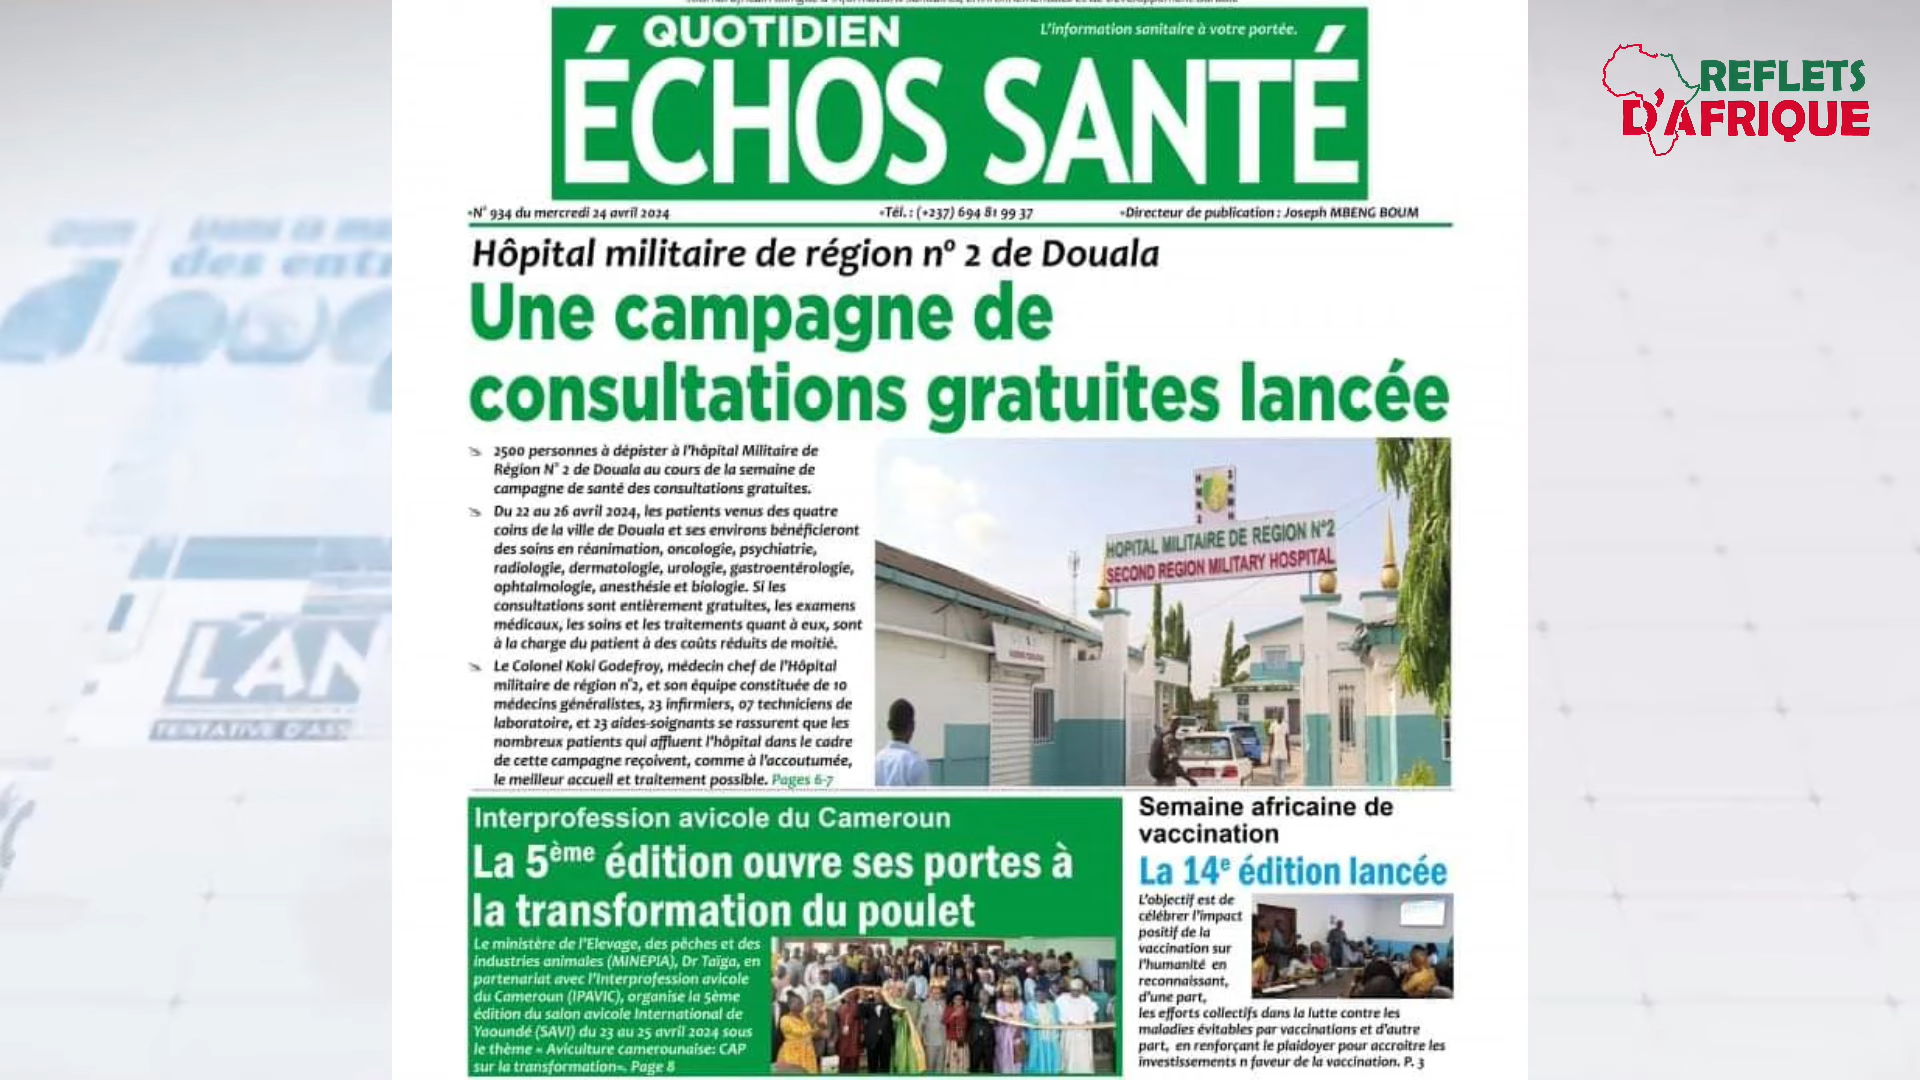 QUOTIDIEN
L'information sanitaire à votre portée.
ÉCHOS SANTÉ
REFLETS
D'AFRIQUE
•N° 934 du mercredi 24 avril 2024
•Tél. : (+237) 694 81 99 37
•Directeur de publication : Joseph MBENG BOUM
Hôpital militaire de région n° 2 de Douala
Une campagne de
consultations gratuites lancée
2500 personnes à dépister à l'hôpital Militaire de
Région N° 2 de Douala au cours de la semaine de
campagne de santé des consultations gratuites.
Du 22 au 26 avril 2024, les patients venus des quatre
coins de la ville de Douala et ses environs bénéficieront
des soins en réanimation, oncologie, psychiatrie,
radiologie, dermatologie, urologie, gastroentérologie,
ophtalmologie, anesthésie et biologie. Si les
consultations sont entièrement gratuites, les examens
médicaux, les soins et les traitements quant à eux, sont
à la charge du patient à des coûts réduits de moitié.
Le Colonel Koki Godefroy, médecin chef de l'Hôpital
militaire de région n°2, et son équipe constituée de 10
médecins généralistes, 23 infirmiers, 07 techniciens de
laboratoire, et 23 aides-soignants se rassurent que les
nombreux patients qui affluent l'hôpital dans le cadre
de cette campagne reçoivent, comme à l'accoutumée,
le meilleur accueil et traitement possible. Pages 6-7
HOPITAL MILITAIRE DE REGION N°2
SECOND REGION MILITARY HOSPITAL
Interprofession avicole du Cameroun
La 5ème édition ouvre ses portes à
la transformation du poulet
Le ministère de l'Elevage, des pêches et des
industries animales (MINEPIA), Dr Taïga, en
partenariat avec l'Interprofession avicole
du Cameroun (IPAVIC), organise la 5ème
édition du salon avicole International de
Yaoundé (SAVI) du 23 au 25 avril 2024 sous
le thème « Aviculture camerounaise: CAP
sur la transformation». Page 8
Semaine africaine de
vaccination
La 14e édition lancée
L'objectif est de
célébrer l'impact
positif de la
vaccination sur
l'humanité en
reconnaissant,
d'une part,
les efforts collectifs dans la lutte contre les
maladies évitables par vaccinations et d'autre
part, en renforçant le plaidoyer pour accroitre les
investissements n faveur de la vaccination. P. 3
L'AN
TENTATIVE D'ASS
des entr